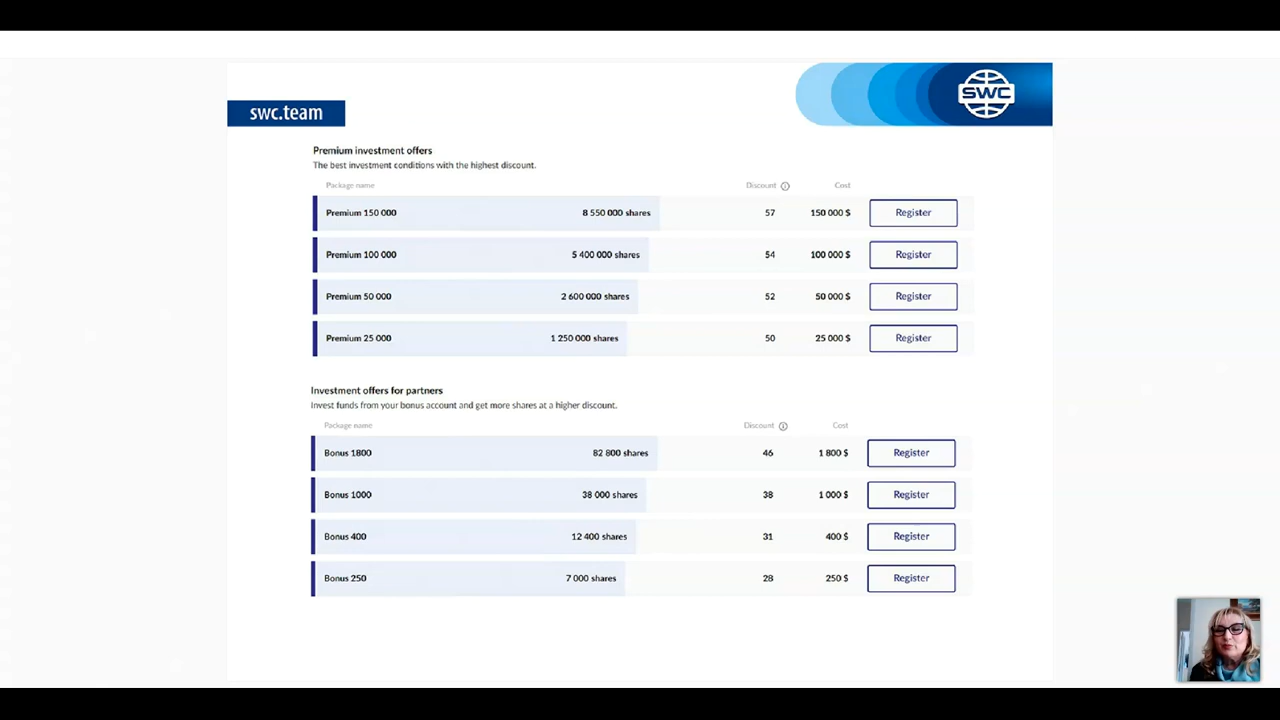 swc.team
SWC
Premium investment offers
The best investment conditions with the highest discount.
Package name Discount Cost
Premium 150 000 8 550 000 shares 57 150 000 $ Register
Premium 100 000 5 400 000 shares 54 100 000 $ Register
Premium 50 000 2 600 000 shares 52 50 000 $ Register
Premium 25 000 1 250 000 shares 50 25 000 $ Register
Investment offers for partners
Invest funds from your bonus account and get more shares at a higher discount.
Package name Discount Cost
Bonus 1800 82 800 shares 46 1 800 $ Register
Bonus 1000 38 000 shares 38 1 000 $ Register
Bonus 400 12 400 shares 31 400 $ Register
Bonus 250 7 000 shares 28 250 $ Register